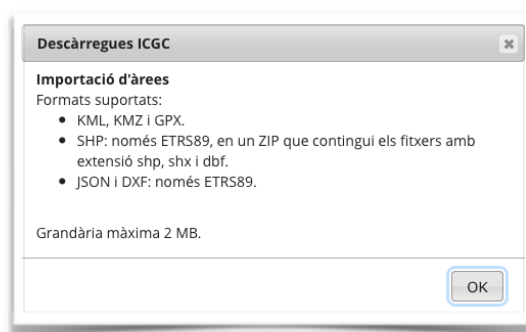 Descàrregues ICGC
Importació d'àrees
Formats suportats:
• KML, KMZ i GPX.
• SHP: només ETRS89, en un ZIP que contingui els fitxers amb
extensió shp, shx i dbf.
• JSON i DXF: només ETRS89.
Grandària màxima 2 MB.
OK